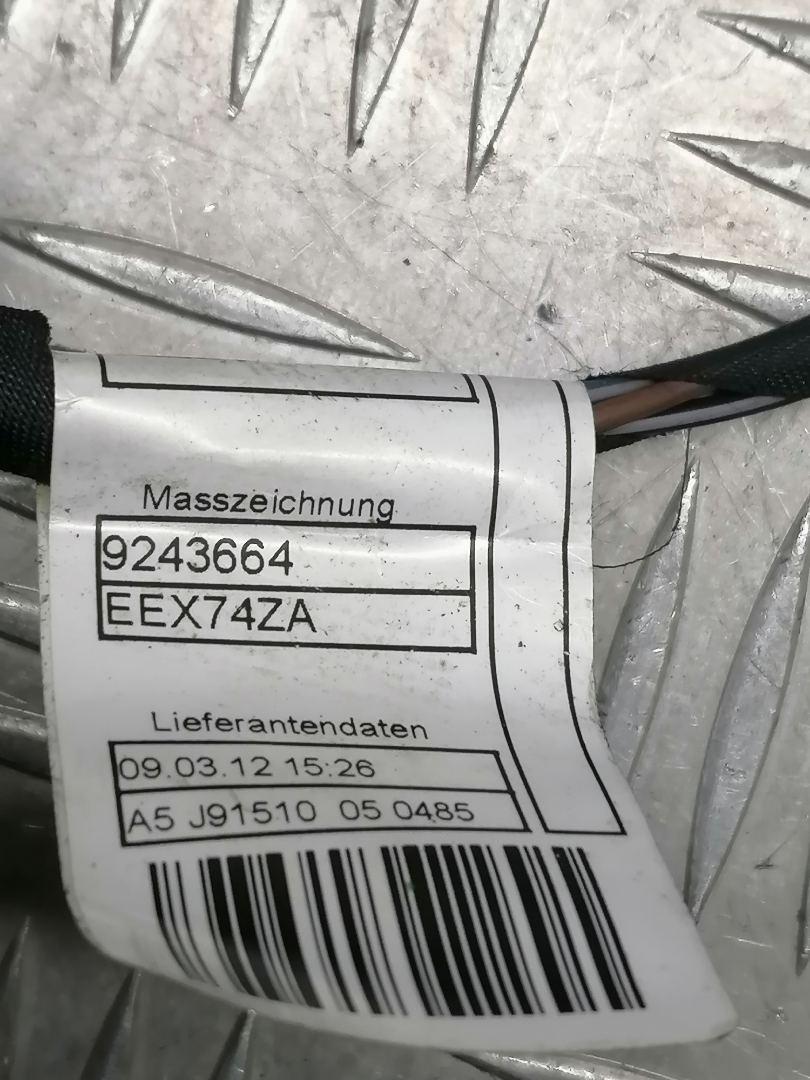 Masszeichnung
9243664
EEX74ZA
Lieferantendaten
09.03.12 15:26
A5 J91510 05 0485